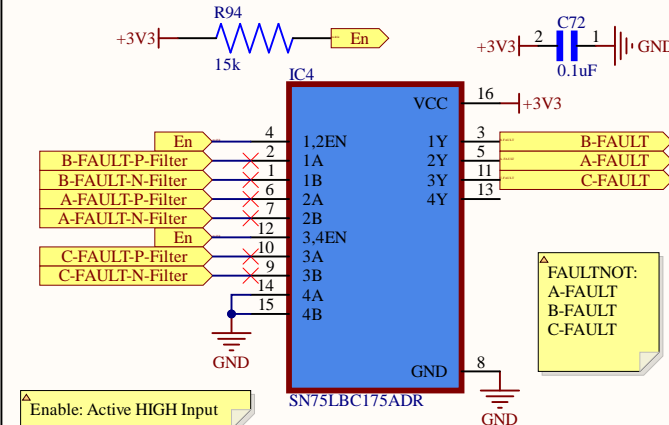 R94
+3V3
En
15k
C72
+3V3
2
1
GND
0.1uF
IC4
VCC
16
+3V3
En
4
1,2EN
1Y
3
B-FAULT
B-FAULT-P-Filter
2
1A
2Y
5
A-FAULT
B-FAULT-N-Filter
1
1B
3Y
11
C-FAULT
A-FAULT-P-Filter
6
2A
4Y
13
A-FAULT-N-Filter
7
2B
En
12
3,4EN
C-FAULT-P-Filter
10
3A
C-FAULT-N-Filter
9
3B
14
4A
15
4B
GND
GND
8
GND
SN75LBC175ADR
FAULTNOT:
A-FAULT
B-FAULT
C-FAULT
Enable: Active HIGH Input